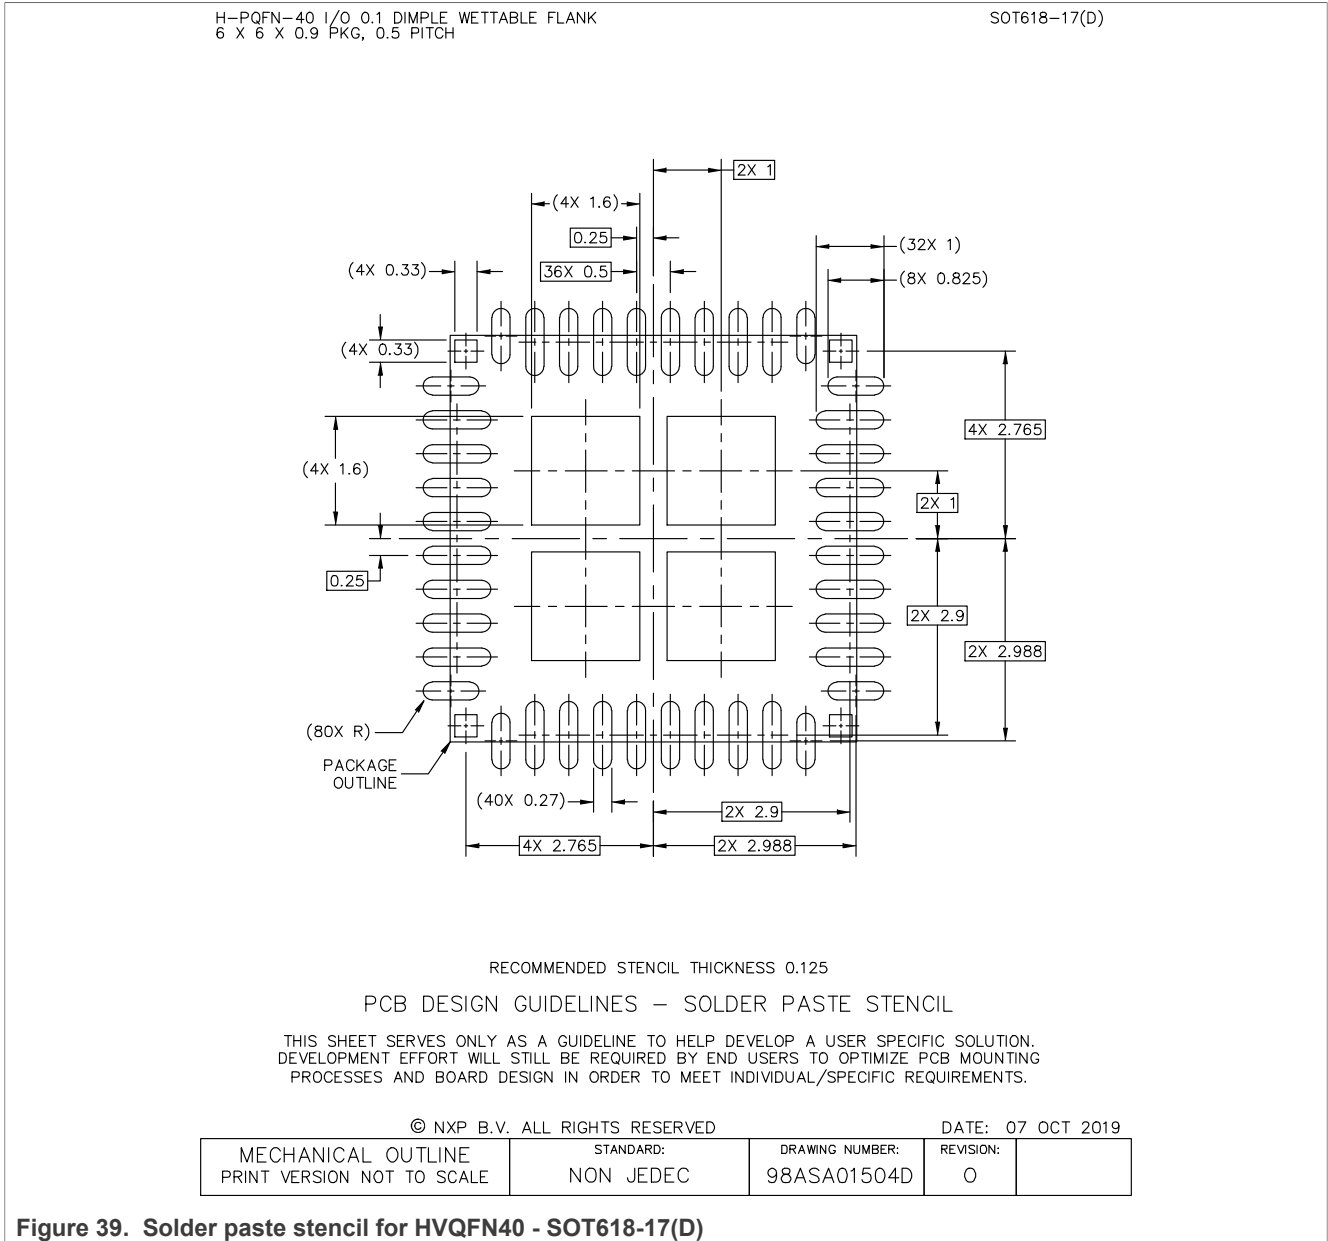 H-PQFN-40 I/O 0.1 DIMPLE WETTABLE FLANK
6 X 6 X 0.9 PKG, 0.5 PITCH
SOT618-17(D)
2X 1
(4X 1.6)
0.25
(32X 1)
(4X 0.33)
36X 0.5
(8X 0.825)
(4X 0.33)
4X 2.765
(4X 1.6)
2X 1
0.25
2X 2.9
2X 2.988
(80X R)
PACKAGE
OUTLINE
(40X 0.27)
2X 2.9
4X 2.765
2X 2.988
RECOMMENDED STENCIL THICKNESS 0.125
PCB DESIGN GUIDELINES – SOLDER PASTE STENCIL
THIS SHEET SERVES ONLY AS A GUIDELINE TO HELP DEVELOP A USER SPECIFIC SOLUTION.
DEVELOPMENT EFFORT WILL STILL BE REQUIRED BY END USERS TO OPTIMIZE PCB MOUNTING
PROCESSES AND BOARD DESIGN IN ORDER TO MEET INDIVIDUAL/SPECIFIC REQUIREMENTS.
© NXP B.V. ALL RIGHTS RESERVED
DATE: 07 OCT 2019
MECHANICAL OUTLINE
PRINT VERSION NOT TO SCALE
STANDARD:
NON JEDEC
DRAWING NUMBER:
98ASA01504D
REVISION:
O
Figure 39. Solder paste stencil for HVQFN40 - SOT618-17(D)